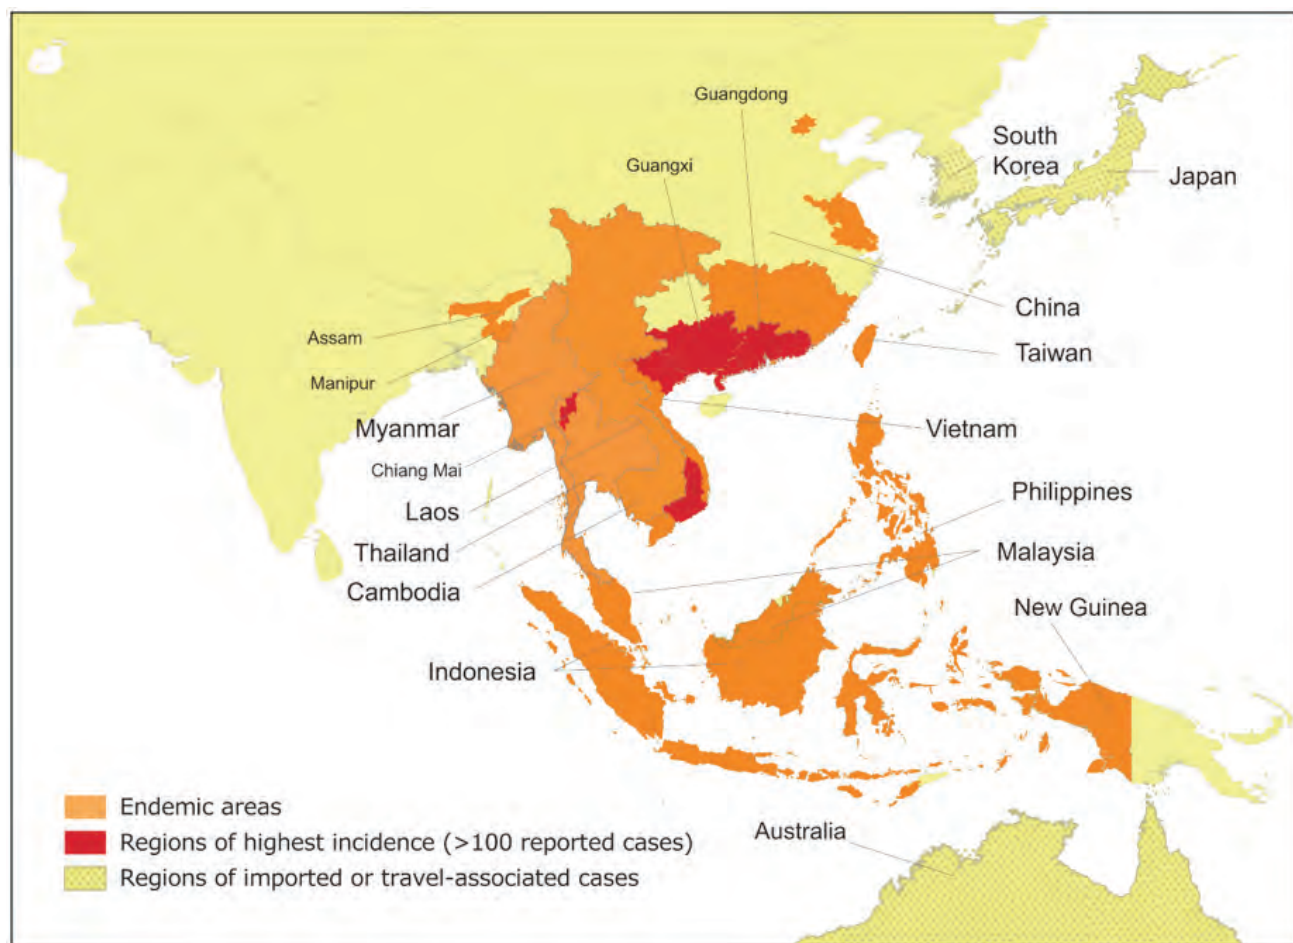 Guangdong
Guangxi
South
Korea
Japan
China
Assam
Taiwan
Manipur
Myanmar
Vietnam
Chiang Mai
Philippines
Laos
Thailand
Malaysia
Cambodia
New Guinea
Indonesia
Endemic areas
Regions of highest incidence (>100 reported cases)
Australia
Regions of imported or travel-associated cases